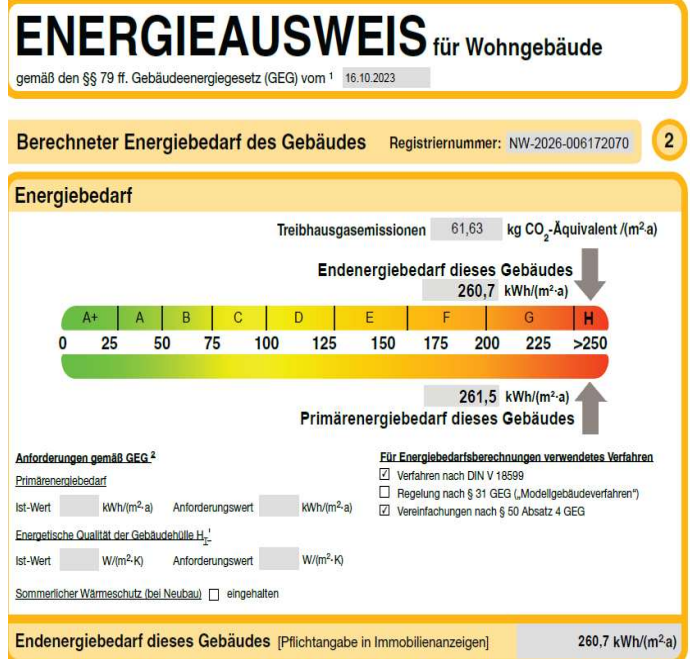 ENERGIEAUSWEIS für Wohngebäude
gemäß den §§ 79 ff. Gebäudeenergiegesetz (GEG) vom ¹ 16.10.2023
Berechneter Energiebedarf des Gebäudes Registriernummer: NW-2026-006172070 2
Energiebedarf
Treibhausgasemissionen 61,63 kg CO₂-Äquivalent /(m²·a)
Endenergiebedarf dieses Gebäudes
260,7 kWh/(m²·a)
A+ A B C D E F G H
0 25 50 75 100 125 150 175 200 225 >250
261,5 kWh/(m²·a)
Primärenergiebedarf dieses Gebäudes
Anforderungen gemäß GEG ²
Primärenergiebedarf
Ist-Wert kWh/(m²·a) Anforderungswert kWh/(m²·a)
Energetische Qualität der Gebäudehülle H_T'
Ist-Wert W/(m²·K) Anforderungswert W/(m²·K)
Sommerlicher Wärmeschutz (bei Neubau) ☐ eingehalten
Für Energiebedarfsberechnungen verwendetes Verfahren
☑ Verfahren nach DIN V 18599
☐ Regelung nach § 31 GEG („Modellgebäudeverfahren")
☑ Vereinfachungen nach § 50 Absatz 4 GEG
Endenergiebedarf dieses Gebäudes [Pflichtangabe in Immobilienanzeigen] 260,7 kWh/(m²·a)